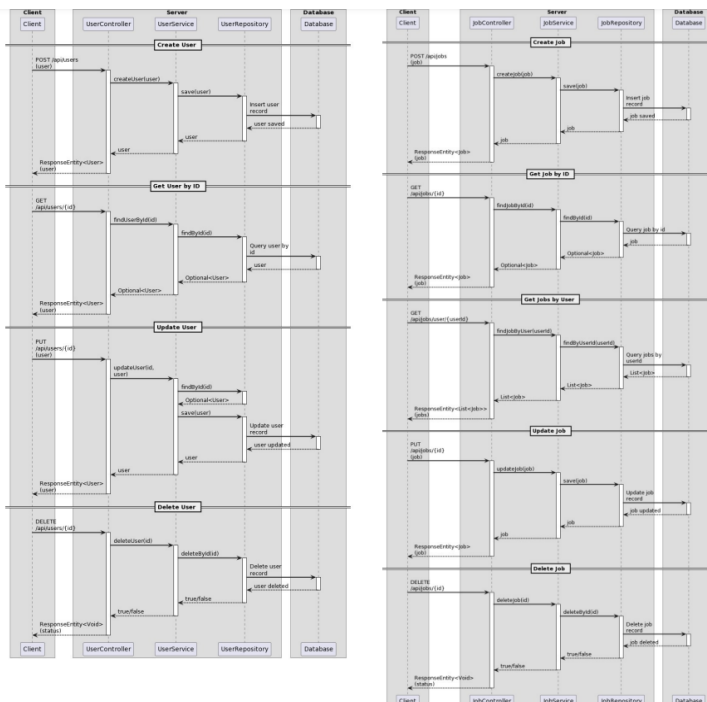 Client
Server
Database
Client
UserController
UserService
UserRepository
Database
Create User
POST /api/users
(user)
createUser(user)
save(user)
Insert user
record
user saved
user
user
ResponseEntity<User>
(user)
Get User by ID
GET
/api/users/{id}
findUserById(id)
findById(id)
Query user by
id
user
Optional<User>
Optional<User>
ResponseEntity<User>
(user)
Update User
PUT
/api/users/{id}
(user)
updateUser(id,
user)
findById(id)
Optional<User>
save(user)
Update user
record
user updated
user
user
ResponseEntity<User>
(user)
Delete User
DELETE
/api/users/{id}
deleteUser(id)
deleteById(id)
Delete user
record
user deleted
true/false
true/false
ResponseEntity<Void>
(status)
Client
UserController
UserService
UserRepository
Database
Client
Server
Database
Client
JobController
JobService
JobRepository
Database
Create Job
POST /api/jobs
(job)
createJob(job)
save(job)
Insert job
record
job saved
job
job
ResponseEntity<Job>
(job)
Get Job by ID
GET
/api/jobs/{id}
findJobById(id)
findById(id)
Query job by id
job
Optional<Job>
Optional<Job>
ResponseEntity<Job>
(job)
Get Jobs by User
GET
/api/jobs/user/{userId}
findJobByUser(userId)
findByUserId(userId)
Query jobs by
userId
List<Job>
List<Job>
List<Job>
ResponseEntity<List<Job>>
(jobs)
Update Job
PUT
/api/jobs/{id}
(job)
updateJob(job)
save(job)
Update job
record
job updated
job
job
ResponseEntity<Job>
(job)
Delete Job
DELETE
/api/jobs/{id}
deleteJob(id)
deleteById(id)
Delete job
record
job deleted
true/false
true/false
ResponseEntity<Void>
(status)
Client
JobController
JobService
JobRepository
Database